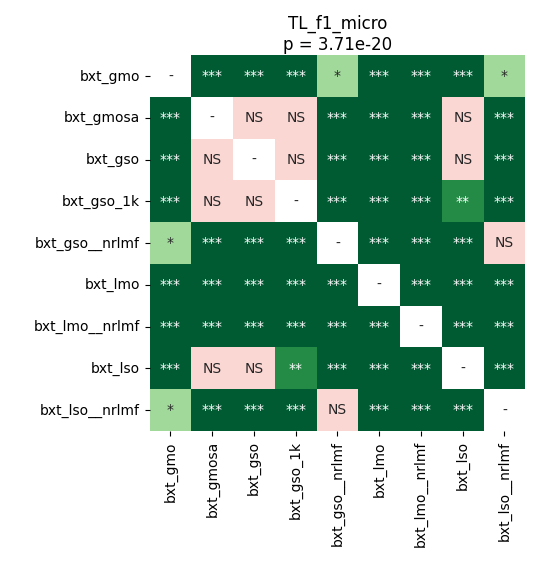 TL_f1_micro
p = 3.71e-20
bxt_gmo - *** *** *** * *** *** *** *
bxt_gmosa *** - NS NS *** *** *** NS ***
bxt_gso *** NS - NS *** *** *** NS ***
bxt_gso_1k *** NS NS - *** *** *** ** ***
bxt_gso__nrlmf * *** *** *** - *** *** *** NS
bxt_lmo *** *** *** *** *** - *** *** ***
bxt_lmo__nrlmf *** *** *** *** *** *** - *** ***
bxt_lso *** NS NS ** *** *** *** - ***
bxt_lso__nrlmf * *** *** *** NS *** *** *** -
bxt_gmo
bxt_gmosa
bxt_gso
bxt_gso_1k
bxt_gso__nrlmf
bxt_lmo
bxt_lmo__nrlmf
bxt_lso
bxt_lso__nrlmf